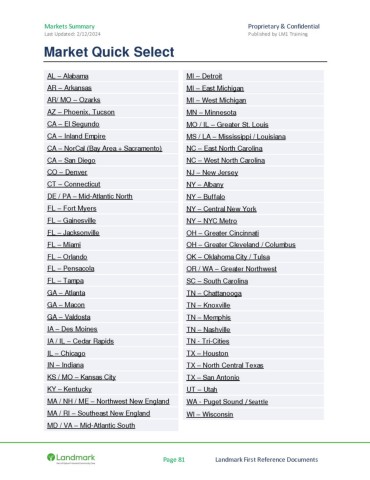 Markets Summary
Proprietary & Confidential
Last Updated: 2/12/2024
Published by LM1 Training
Market Quick Select
AL – Alabama
AR – Arkansas
AR/ MO – Ozarks
AZ – Phoenix, Tucson
CA – El Segundo
CA – Inland Empire
CA – NorCal (Bay Area + Sacramento)
CA – San Diego
CO – Denver
CT – Connecticut
DE / PA – Mid-Atlantic North
FL – Fort Myers
FL – Gainesville
FL – Jacksonville
FL – Miami
FL – Orlando
FL – Pensacola
FL – Tampa
GA – Atlanta
GA – Macon
GA – Valdosta
IA – Des Moines
IA / IL – Cedar Rapids
IL – Chicago
IN – Indiana
KS / MO – Kansas City
KY – Kentucky
MA / NH / ME – Northwest New England
MA / RI – Southeast New England
MD / VA – Mid-Atlantic South
MI – Detroit
MI – East Michigan
MI – West Michigan
MN – Minnesota
MO / IL – Greater St. Louis
MS / LA – Mississippi / Louisiana
NC – East North Carolina
NC – West North Carolina
NJ – New Jersey
NY – Albany
NY – Buffalo
NY – Central New York
NY – NYC Metro
OH – Greater Cincinnati
OH – Greater Cleveland / Columbus
OK – Oklahoma City / Tulsa
OR / WA – Greater Northwest
SC – South Carolina
TN – Chattanooga
TN – Knoxville
TN – Memphis
TN – Nashville
TN - Tri-Cities
TX – Houston
TX – North Central Texas
TX – San Antonio
UT – Utah
WA - Puget Sound / Seattle
WI – Wisconsin
Landmark
Page 81
Landmark First Reference Documents